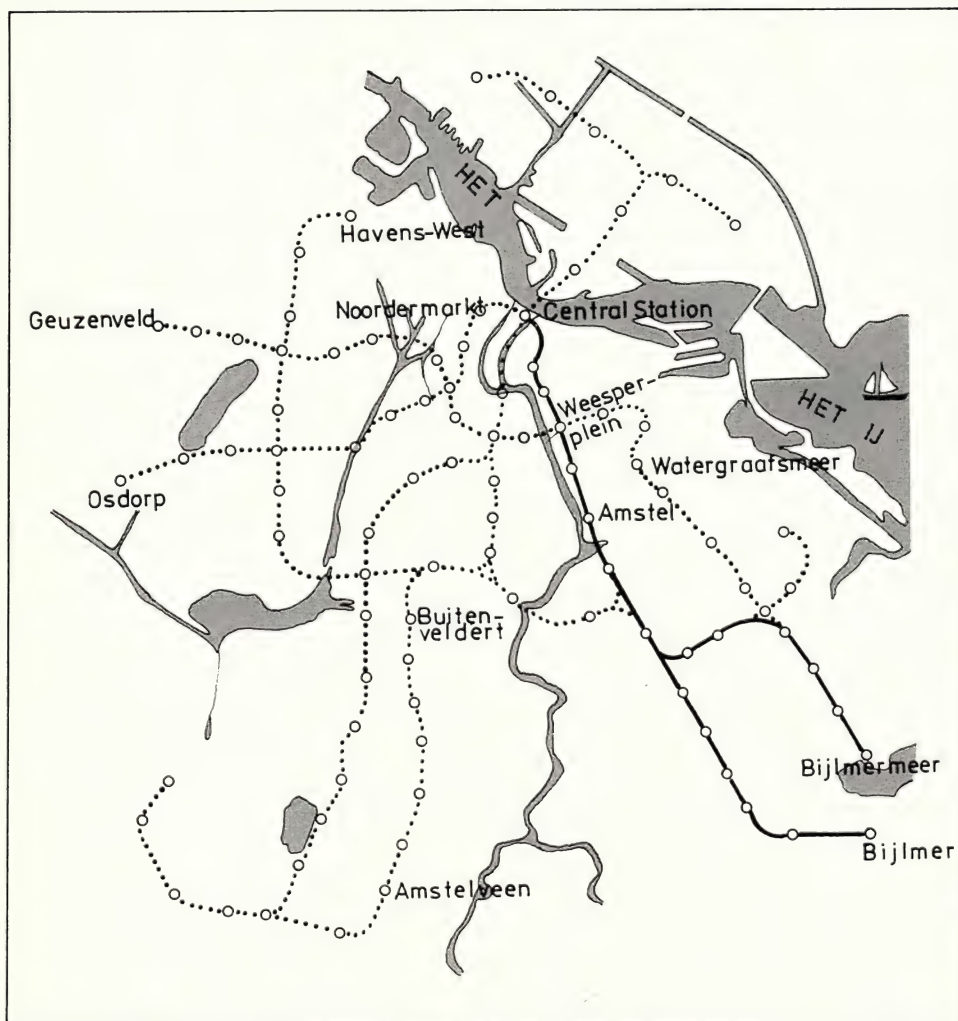 HET
Havens-West
Geuzenveld
Noordermarkt
Central Station
Weesper-
plein
HET IJ
Osdorp
Watergraafsmeer
Amstel
Buiten-
veldert
Bijlmermeer
Bijlmer
Amstelveen